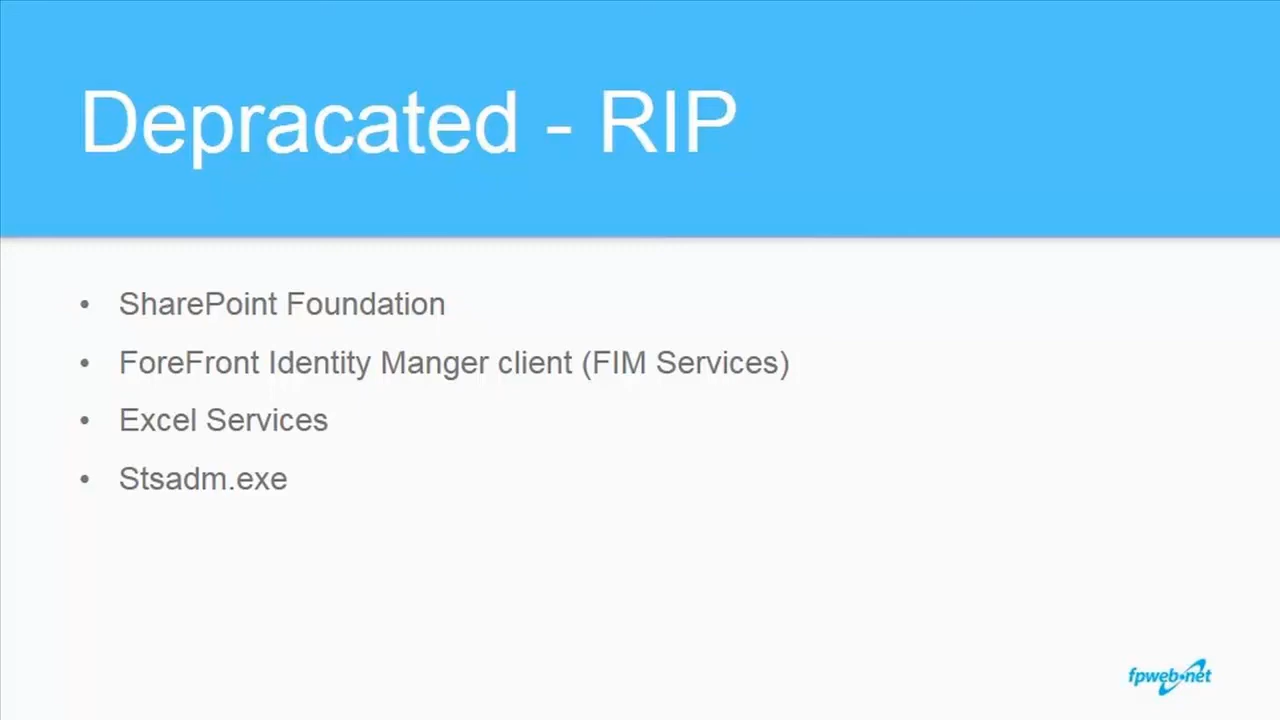 Depracated - RIP
• SharePoint Foundation
• ForeFront Identity Manger client (FIM Services)
• Excel Services
• Stsadm.exe
fpweb•net